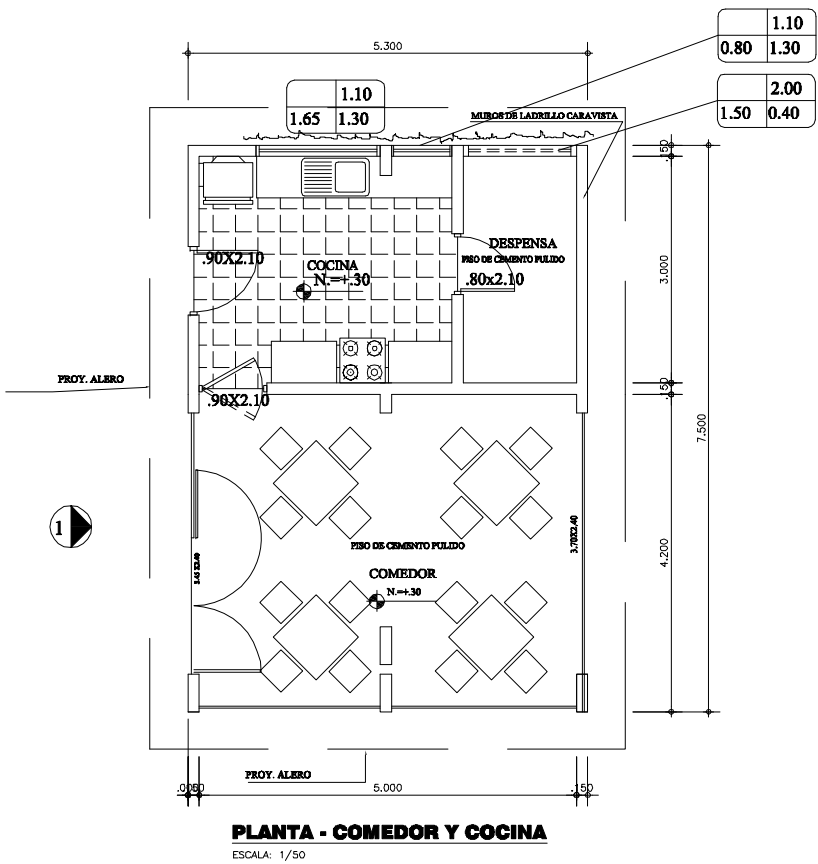 1.10
0.80 1.30
5.300
2.00
1.50 0.40
1.10
1.65 1.30
MUROS DE LADRILLO CARAVISTA
.150
DESPENSA
PISO DE CEMENTO PULIDO
.90X2.10
COCINA
N.=+.30
.80x2.10
3.000
PROY. ALERO
.90X2.10
.150
7.500
1
3.70X2.40
PISO DE CEMENTO PULIDO
4.200
COMEDOR
N.=+.30
PROY. ALERO
5.000
.150
PLANTA - COMEDOR Y COCINA
ESCALA: 1/50